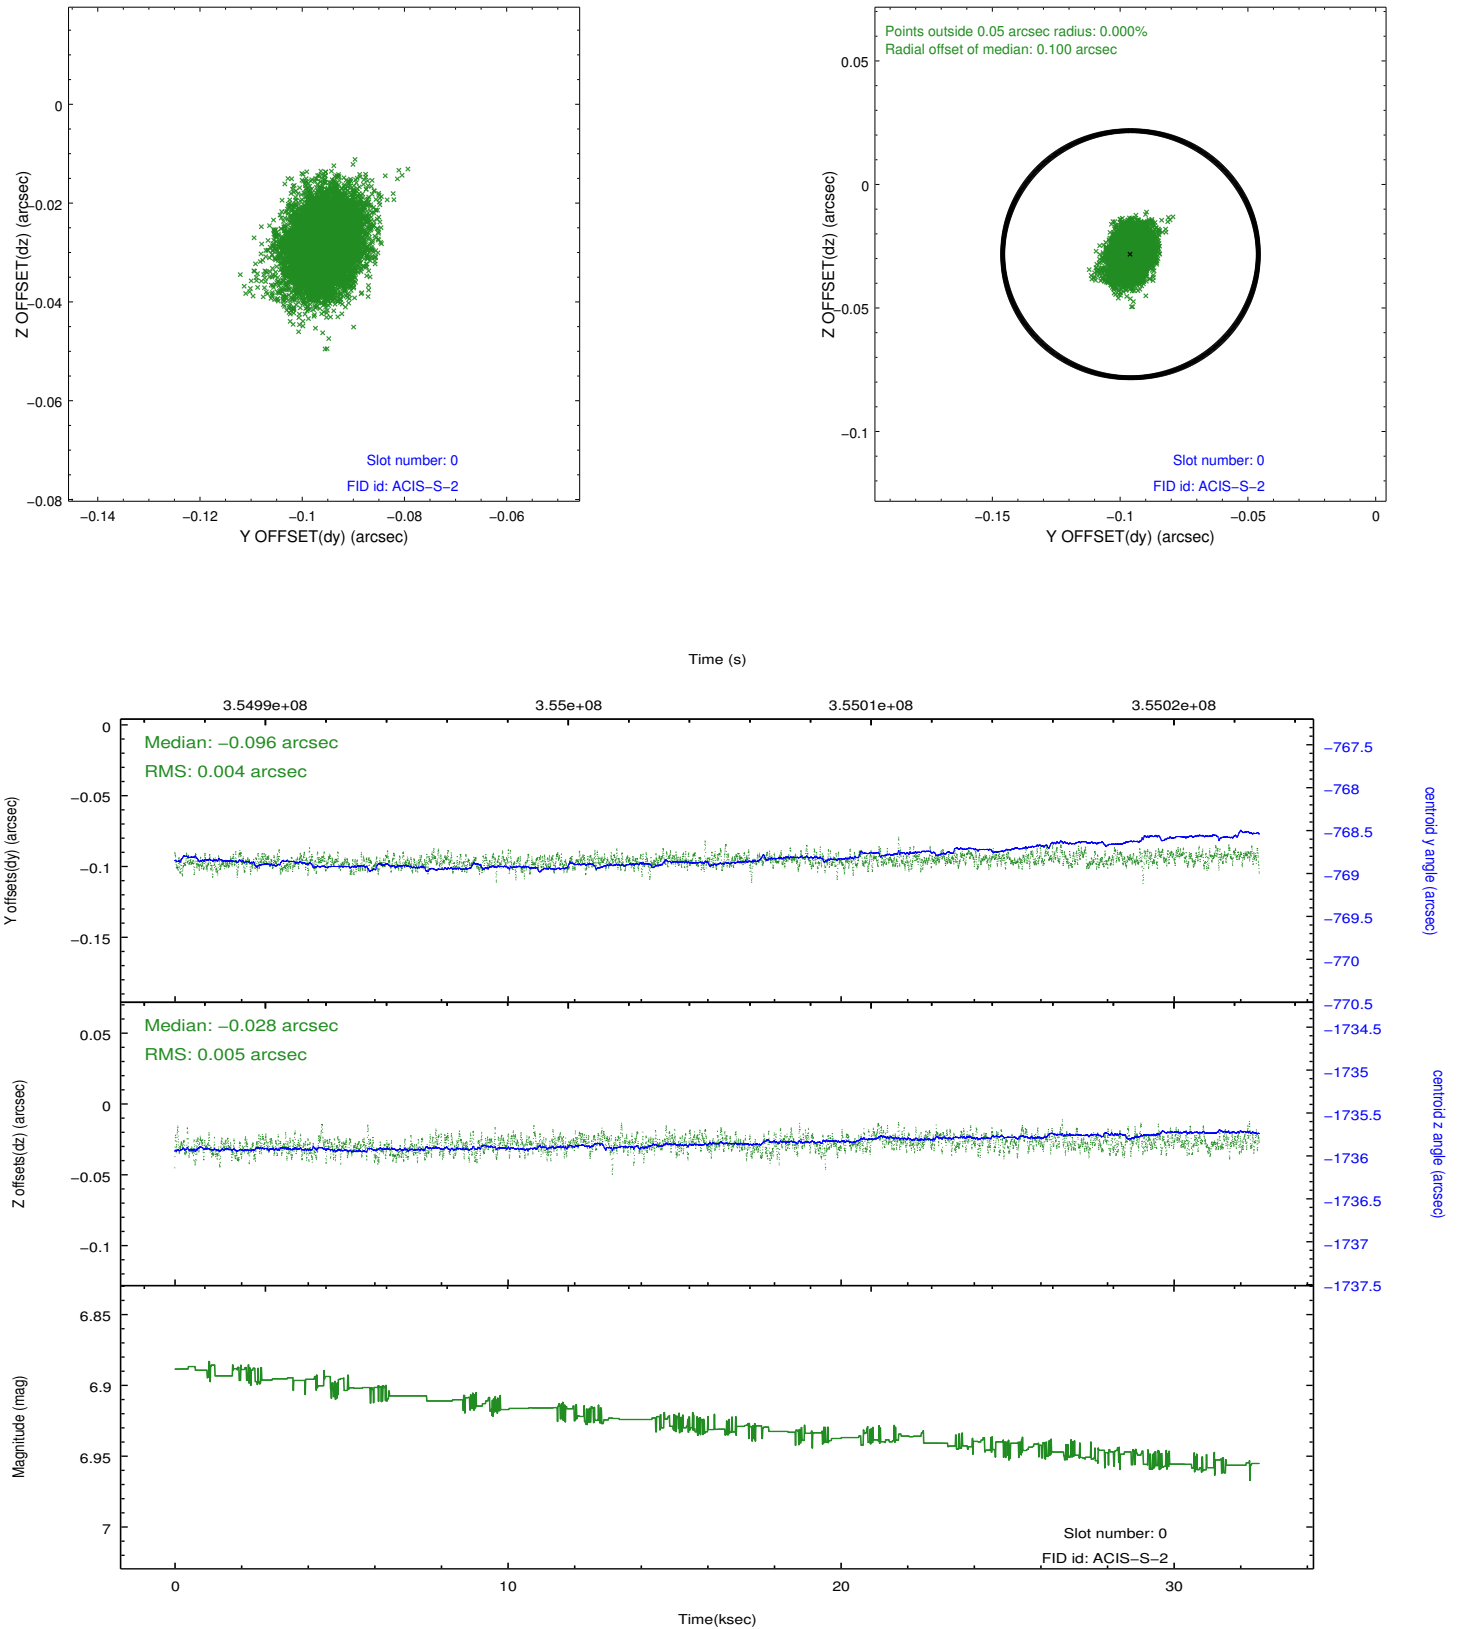 0
−0.02
−0.04
−0.06
−0.08
Z OFFSET(dz) (arcsec)
Slot number: 0
FID id: ACIS−S−2
−0.14
−0.12
−0.1
−0.08
−0.06
Y OFFSET(dy) (arcsec)
Points outside 0.05 arcsec radius: 0.000%
Radial offset of median: 0.100 arcsec
0.05
0
−0.05
−0.1
Z OFFSET(dz) (arcsec)
Slot number: 0
FID id: ACIS−S−2
−0.15
−0.1
−0.05
0
Y OFFSET(dy) (arcsec)
Time (s)
3.5499e+08
3.55e+08
3.5501e+08
3.5502e+08
Median: −0.096 arcsec
RMS: 0.004 arcsec
0
−0.05
−0.1
−0.15
Y offsets(dy) (arcsec)
−767.5
−768
−768.5
−769
−769.5
−770
−770.5
centroid y angle (arcsec)
Median: −0.028 arcsec
RMS: 0.005 arcsec
0.05
0
−0.05
−0.1
Z offsets(dz) (arcsec)
−1734.5
−1735
−1735.5
−1736
−1736.5
−1737
−1737.5
centroid z angle (arcsec)
6.85
6.9
6.95
7
Magnitude (mag)
Slot number: 0
FID id: ACIS−S−2
0
10
20
30
Time(ksec)